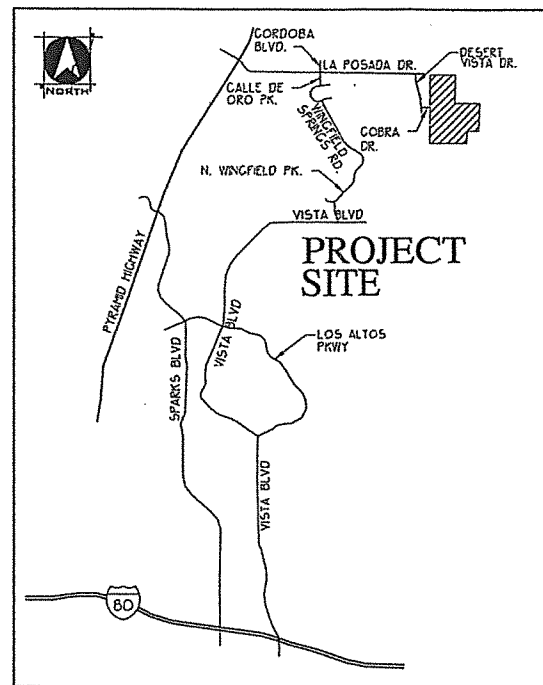 CORDOBA
BLVD.
LA POSADA DR.
DESERT
VISTA DR.
NORTH
CALLE DE
ORO PK.
WINGFIELD
SPRINGS RD.
COBRA
DR.
N. WINGFIELD PK.
VISTA BLVD
PROJECT
SITE
PYRAMID HIGHWAY
LOS ALTOS
PKWY
VISTA BLVD
SPARKS BLVD
VISTA BLVD
80